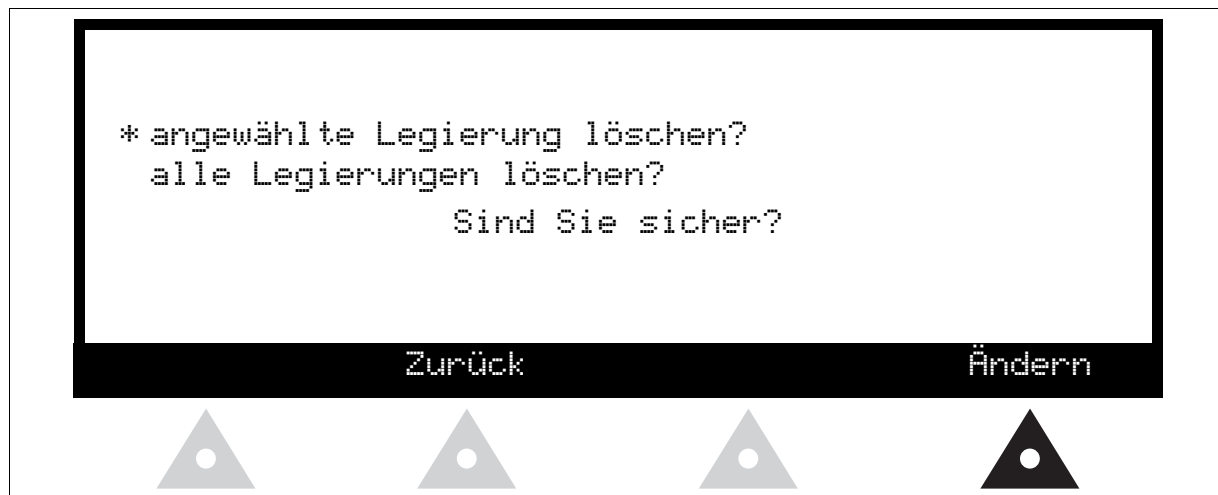 * angewählte Legierung löschen?
alle Legierungen löschen?
Sind Sie sicher?
Zurück Ändern